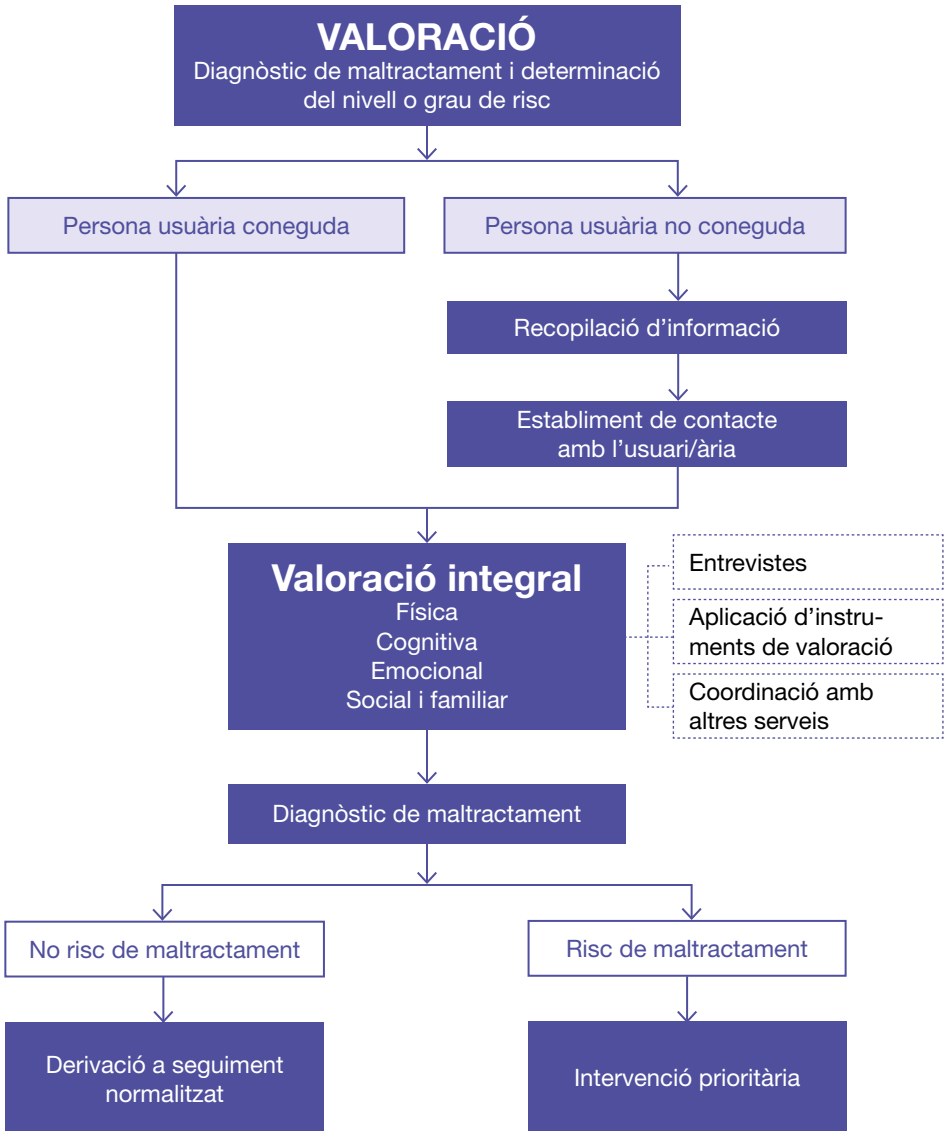 VALORACIÓ
Diagnòstic de maltractament i determinació
del nivell o grau de risc
Persona usuària coneguda
Persona usuària no coneguda
Recopilació d’informació
Establiment de contacte
amb l’usuari/ària
Valoració integral
Física
Cognitiva
Emocional
Social i familiar
Entrevistes
Aplicació d’instru-
ments de valoració
Coordinació amb
altres serveis
Diagnòstic de maltractament
No risc de maltractament
Risc de maltractament
Derivació a seguiment
normalitzat
Intervenció prioritària